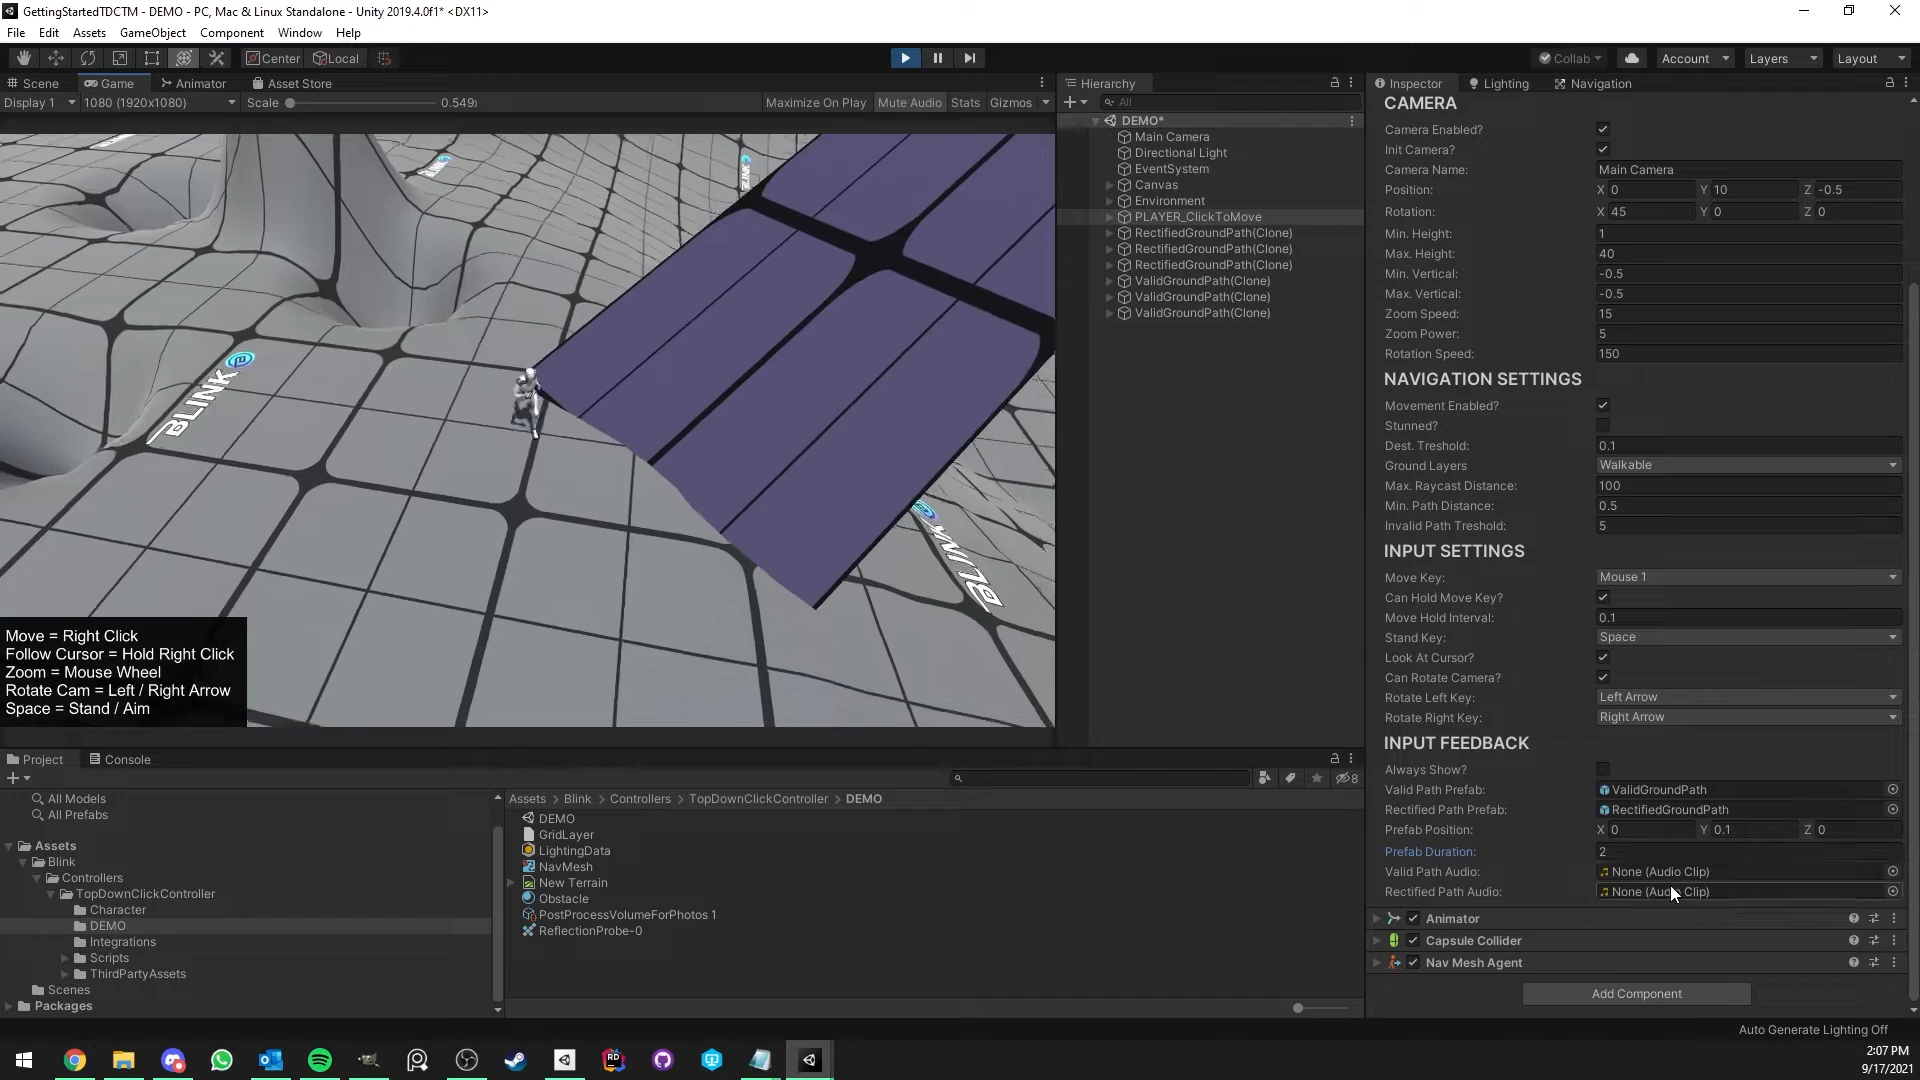 GettingStartedTDCTM - DEMO - PC, Mac & Linux Standalone - Unity 2019.4.0f1* <DX11>
File Edit Assets GameObject Component Window Help
Center Local Collab Account Layers Layout
Scene Game Animator Asset Store
Display 1 1080 (1920x1080) Scale 0.549x Maximize On Play Mute Audio Stats Gizmos
BLINK
BLINK
BLINK
BLINK
Move = Right Click
Follow Cursor = Hold Right Click
Zoom = Mouse Wheel
Rotate Cam = Left / Right Arrow
Space = Stand / Aim
Hierarchy
All
DEMO*
Main Camera
Directional Light
EventSystem
Canvas
Environment
PLAYER_ClickToMove
RectifiedGroundPath(Clone)
RectifiedGroundPath(Clone)
RectifiedGroundPath(Clone)
ValidGroundPath(Clone)
ValidGroundPath(Clone)
ValidGroundPath(Clone)
Inspector Lighting Navigation
CAMERA
Camera Enabled?
Init Camera?
Camera Name: Main Camera
Position: X 0 Y 10 Z -0.5
Rotation: X 45 Y 0 Z 0
Min. Height: 1
Max. Height: 40
Min. Vertical: -0.5
Max. Vertical: -0.5
Zoom Speed: 15
Zoom Power: 5
Rotation Speed: 150
NAVIGATION SETTINGS
Movement Enabled?
Stunned?
Dest. Treshold: 0.1
Ground Layers Walkable
Max. Raycast Distance: 100
Min. Path Distance: 0.5
Invalid Path Treshold: 5
INPUT SETTINGS
Move Key: Mouse 1
Can Hold Move Key?
Move Hold Interval: 0.1
Stand Key: Space
Look At Cursor?
Can Rotate Camera?
Rotate Left Key: Left Arrow
Rotate Right Key: Right Arrow
INPUT FEEDBACK
Always Show?
Valid Path Prefab: ValidGroundPath
Rectified Path Prefab: RectifiedGroundPath
Prefab Position: X 0 Y 0.1 Z 0
Prefab Duration: 2
Valid Path Audio: None (Audio Clip)
Rectified Path Audio: None (Audio Clip)
Animator
Capsule Collider
Nav Mesh Agent
Add Component
Project Console
8
All Models
All Prefabs
Assets
Blink
Controllers
TopDownClickController
Character
DEMO
Integrations
Scripts
ThirdPartyAssets
Scenes
Packages
Assets > Blink > Controllers > TopDownClickController > DEMO
DEMO
GridLayer
LightingData
NavMesh
New Terrain
Obstacle
PostProcessVolumeForPhotos 1
ReflectionProbe-0
Auto Generate Lighting Off
2:07 PM
9/17/2021